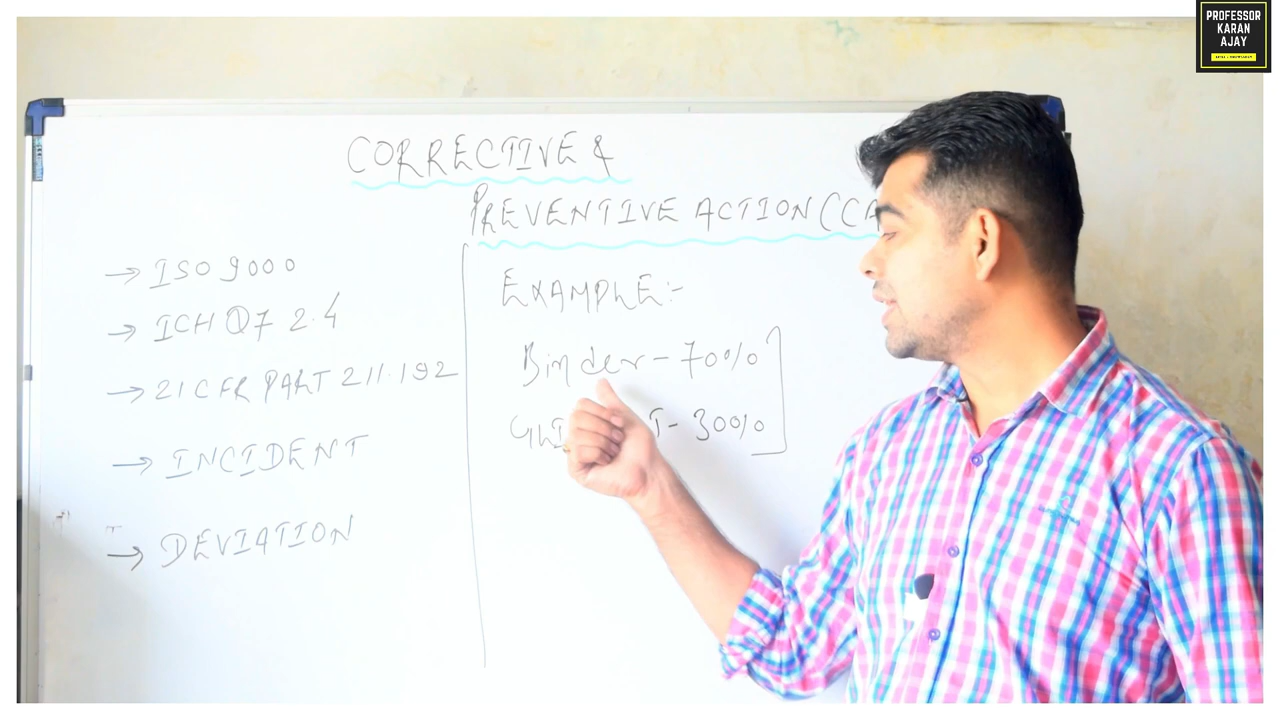 PROFESSOR
KARAN
AJAY
CORRECTIVE &
PREVENTIVE ACTION (CA
→ ISO 9000
→ ICH Q7 2.4
→ 21 CFR PART 211.192
→ INCIDENT
→ DEVIATION
EXAMPLE:-
Binder - 70%
- 30%